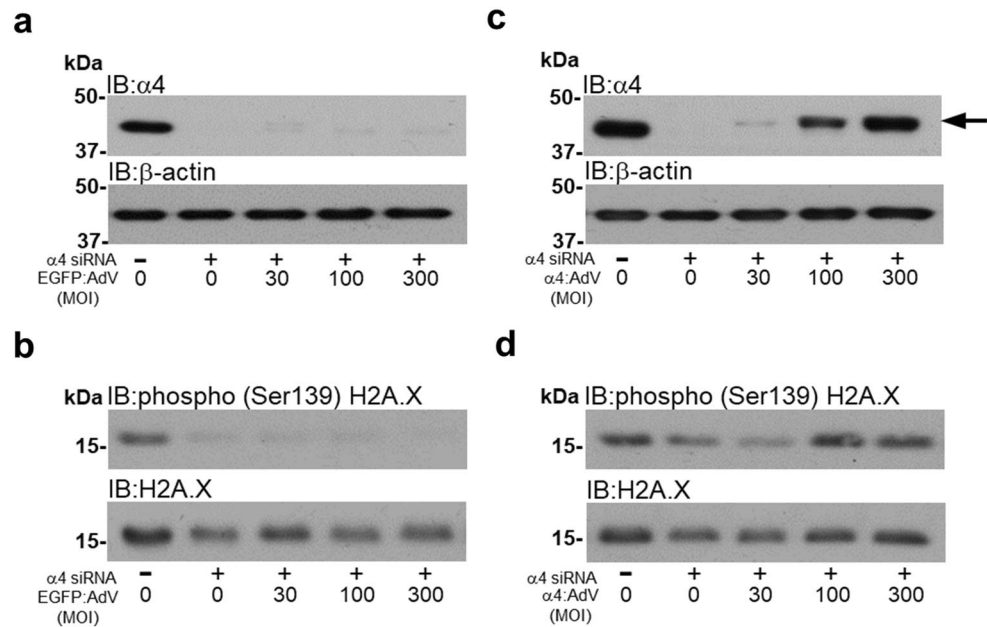 a
kDa
IB:α4
50-
37-
IB:β-actin
50-
37-
α4 siRNA - + + + +
EGFP:AdV 0 0 30 100 300
(MOI)
c
kDa
IB:α4
50-
37-
IB:β-actin
50-
37-
α4 siRNA - + + + +
α4:AdV 0 0 30 100 300
(MOI)
b
kDa IB:phospho (Ser139) H2A.X
15-
IB:H2A.X
15-
α4 siRNA - + + + +
EGFP:AdV 0 0 30 100 300
(MOI)
d
kDa IB:phospho (Ser139) H2A.X
15-
IB:H2A.X
15-
α4 siRNA - + + + +
α4:AdV 0 0 30 100 300
(MOI)